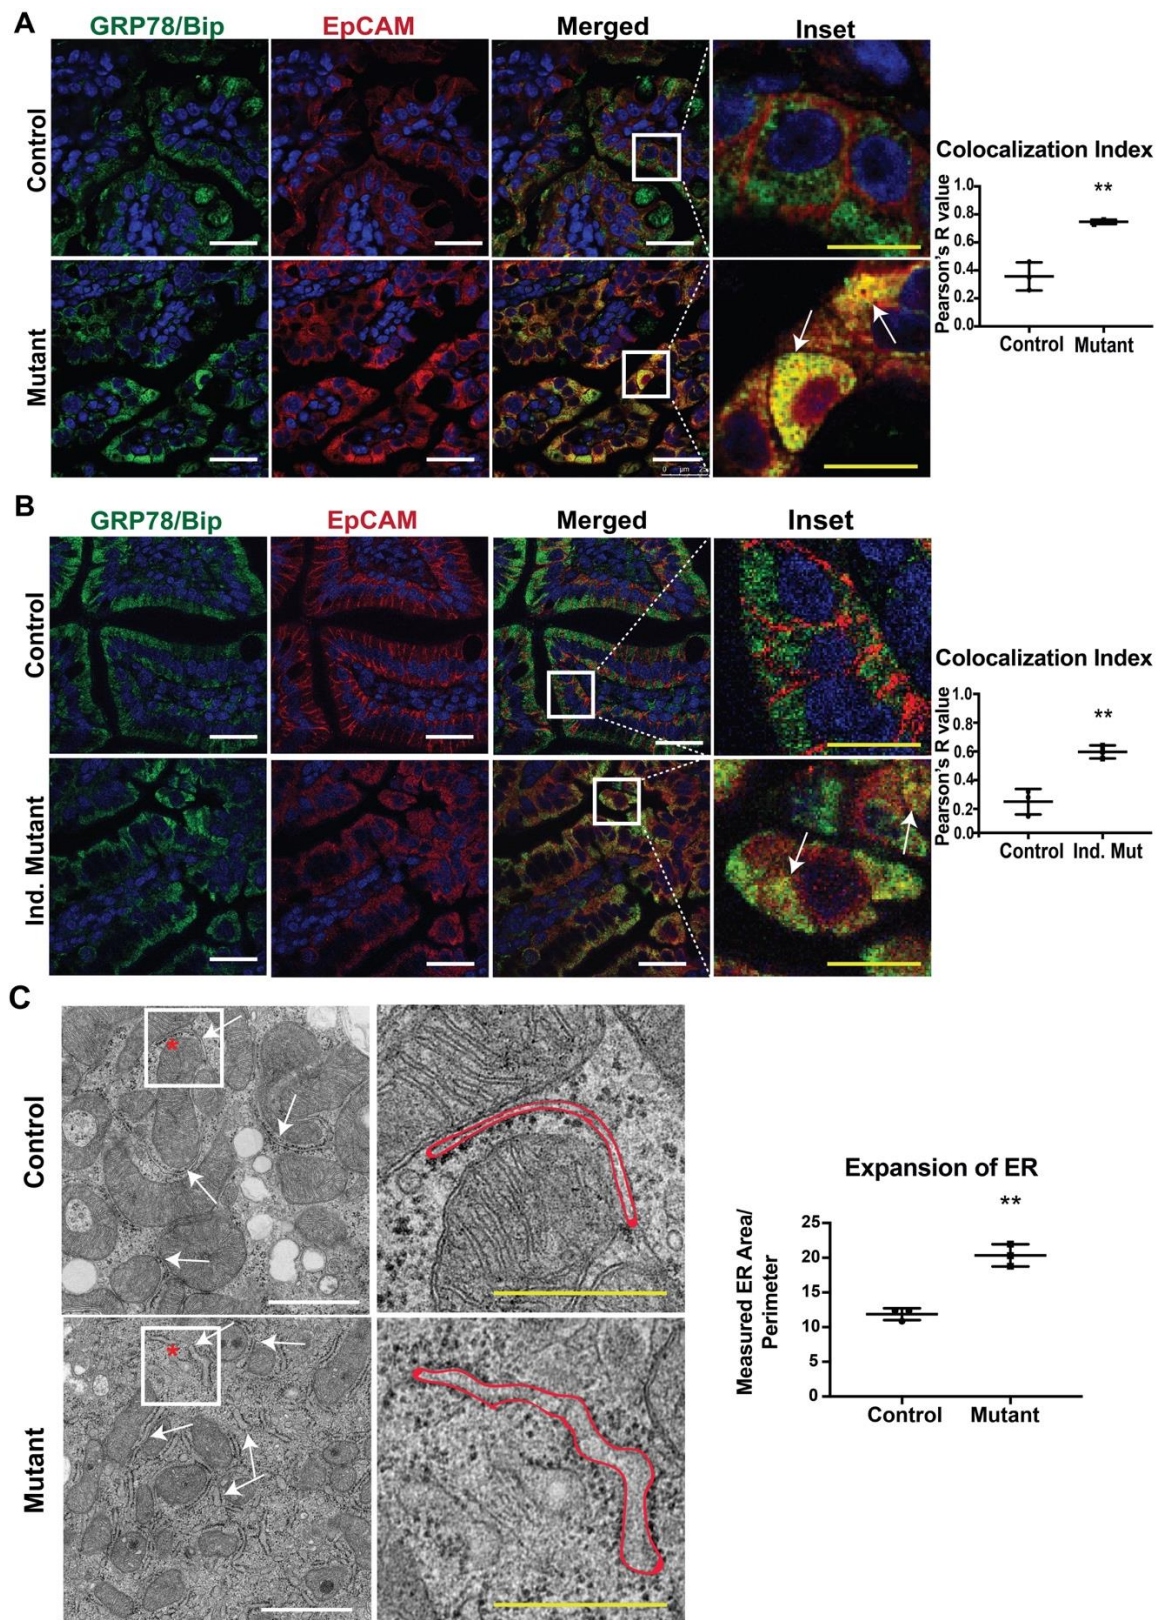 A
GRP78/Bip EpCAM Merged Inset
Control
Mutant
0 µm 25
Colocalization Index
Pearson's R value
1.0
0.8
0.6
0.4
0.2
0.0
**
Control Mutant
B
GRP78/Bip EpCAM Merged Inset
Control
Ind. Mutant
Colocalization Index
Pearson's R value
1.0
0.8
0.6
0.4
0.2
0.0
**
Control Ind. Mut
C
Control
*
Mutant
*
Expansion of ER
Measured ER Area/
Perimeter
25
20
15
10
5
0
**
Control Mutant